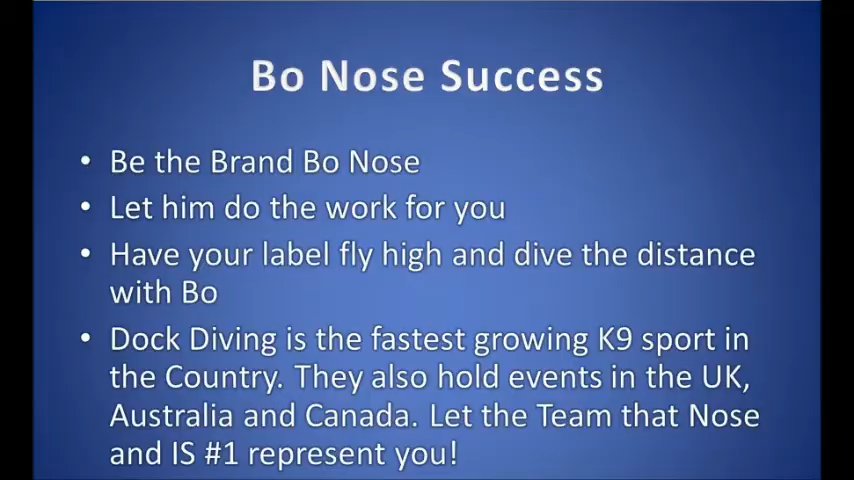 Bo Nose Success
• Be the Brand Bo Nose
• Let him do the work for you
• Have your label fly high and dive the distance
with Bo
• Dock Diving is the fastest growing K9 sport in
the Country. They also hold events in the UK,
Australia and Canada. Let the Team that Nose
and IS #1 represent you!